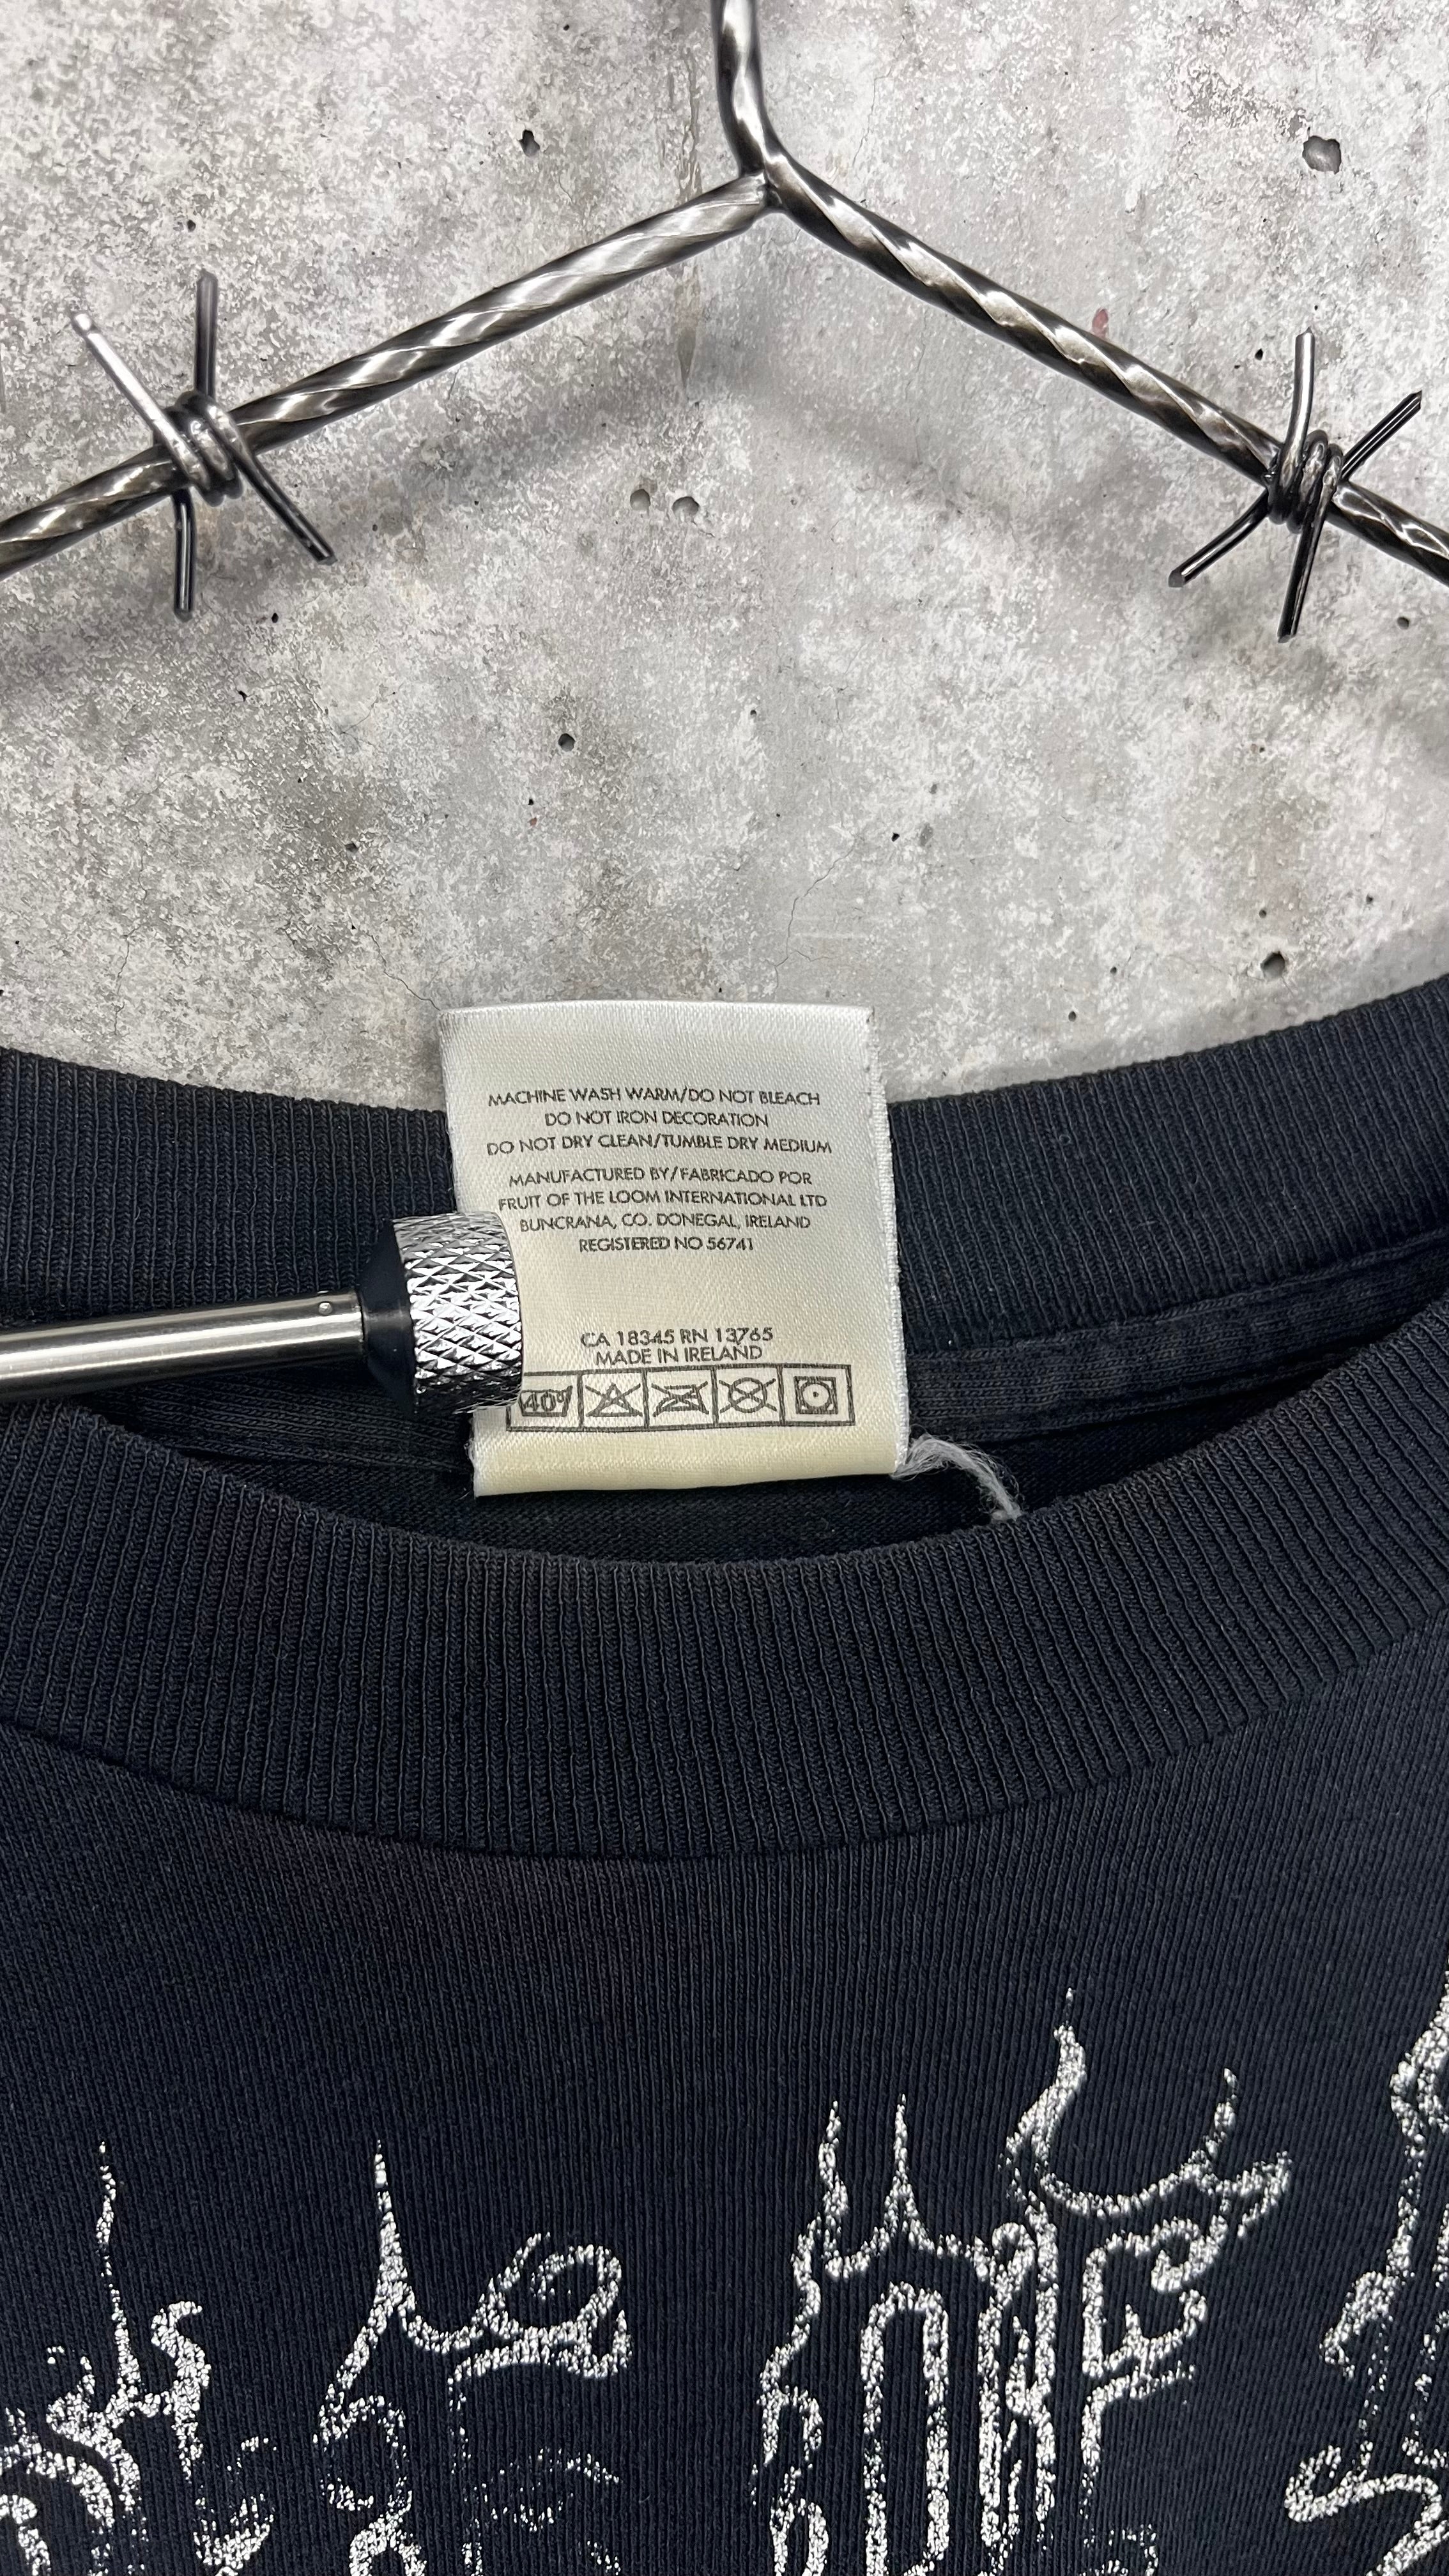 MACHINE WASH WARM/DO NOT BLEACH
DO NOT IRON DECORATION
DO NOT DRY CLEAN/TUMBLE DRY MEDIUM
MANUFACTURED BY/FABRICADO POR
FRUIT OF THE LOOM INTERNATIONAL LTD
BUNCRANA, CO. DONEGAL, IRELAND
REGISTERED NO 56741
CA 18345 RN 13765
MADE IN IRELAND
40°